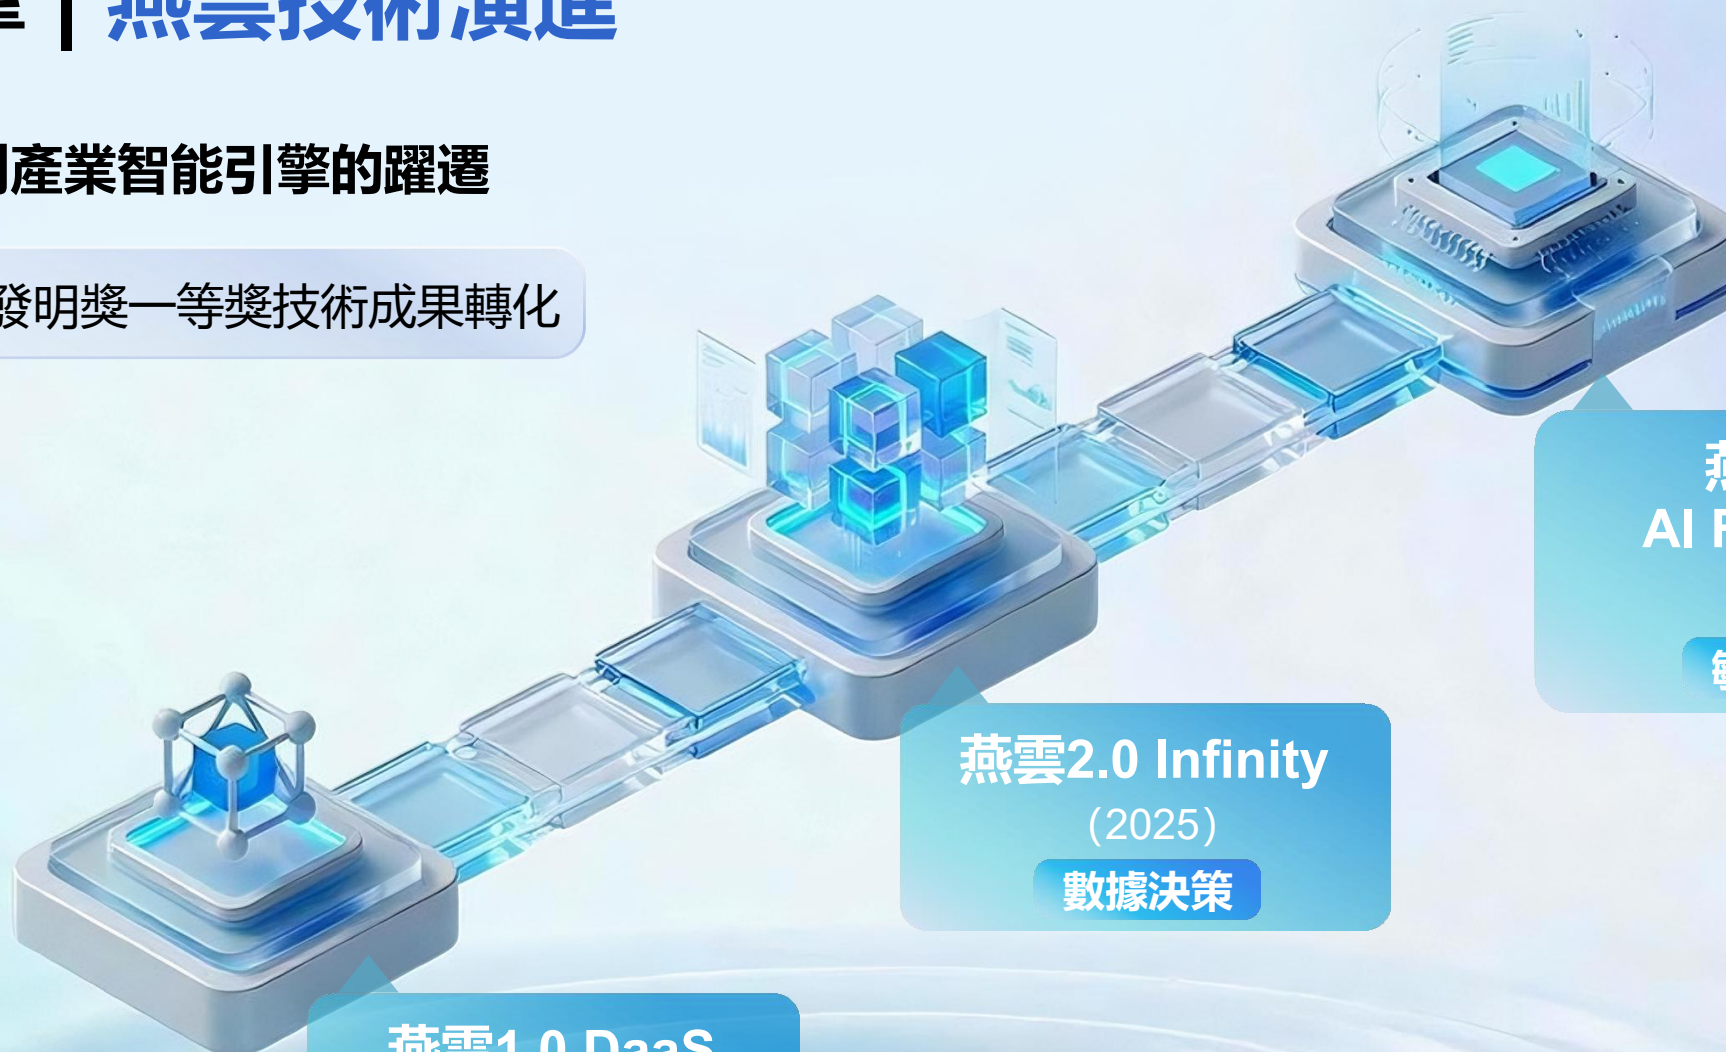 燕雲技術演進
產業智能引擎的躍遷
發明獎一等獎技術成果轉化
燕
AI
燕雲2.0 Infinity
（2025）
數據決策
燕雲1.0 DaaS